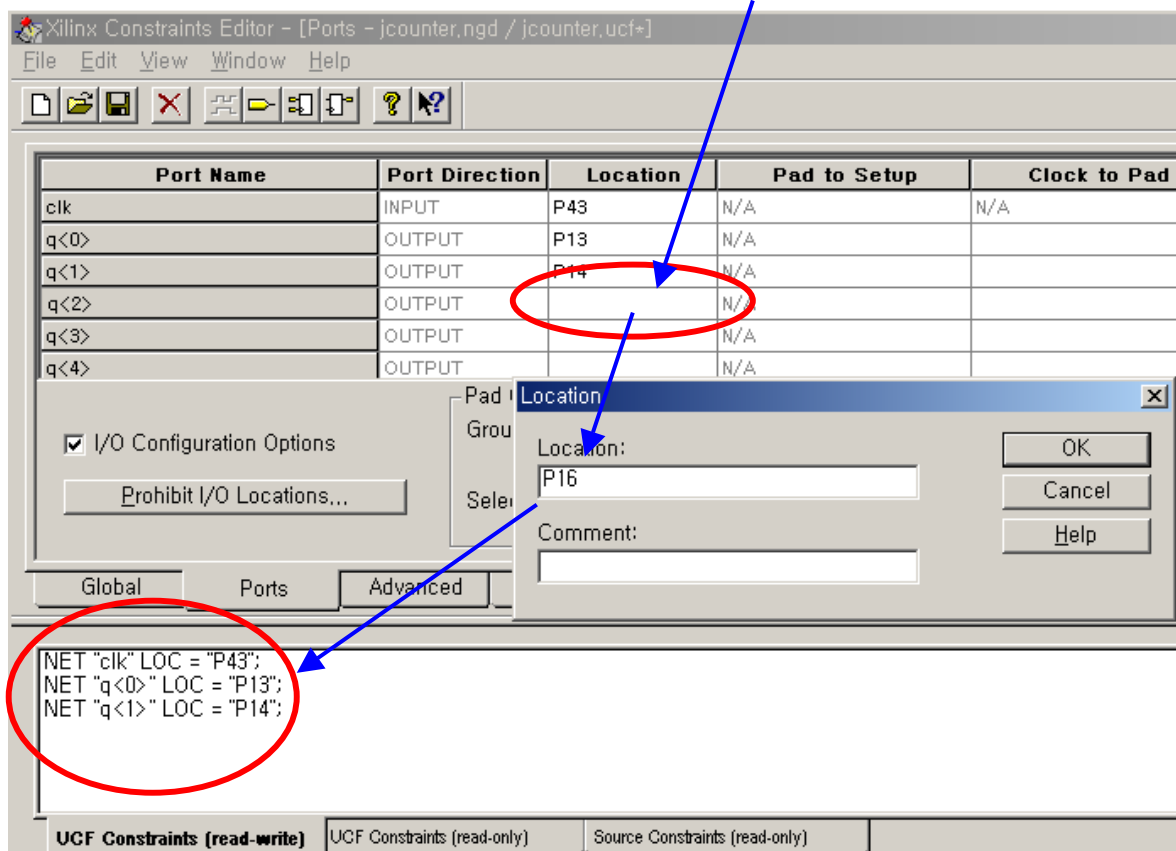 Xilinx Constraints Editor - [Ports - jcounter,ngd / jcounter,ucf*]
File Edit View Window Help
Port Name Port Direction Location Pad to Setup Clock to Pad
clk INPUT P43 N/A N/A
q<0> OUTPUT P13 N/A
q<1> OUTPUT P14 N/A
q<2> OUTPUT N/A
q<3> OUTPUT N/A
q<4> OUTPUT N/A
Pad
Location
I/O Configuration Options
Grou
Location:
OK
P16
Prohibit I/O Locations,,,
Selec
Cancel
Comment:
Help
Global Ports Advanced
NET "clk" LOC = "P43";
NET "q<0>" LOC = "P13";
NET "q<1>" LOC = "P14";
UCF Constraints (read-write) UCF Constraints (read-only) Source Constraints (read-only)